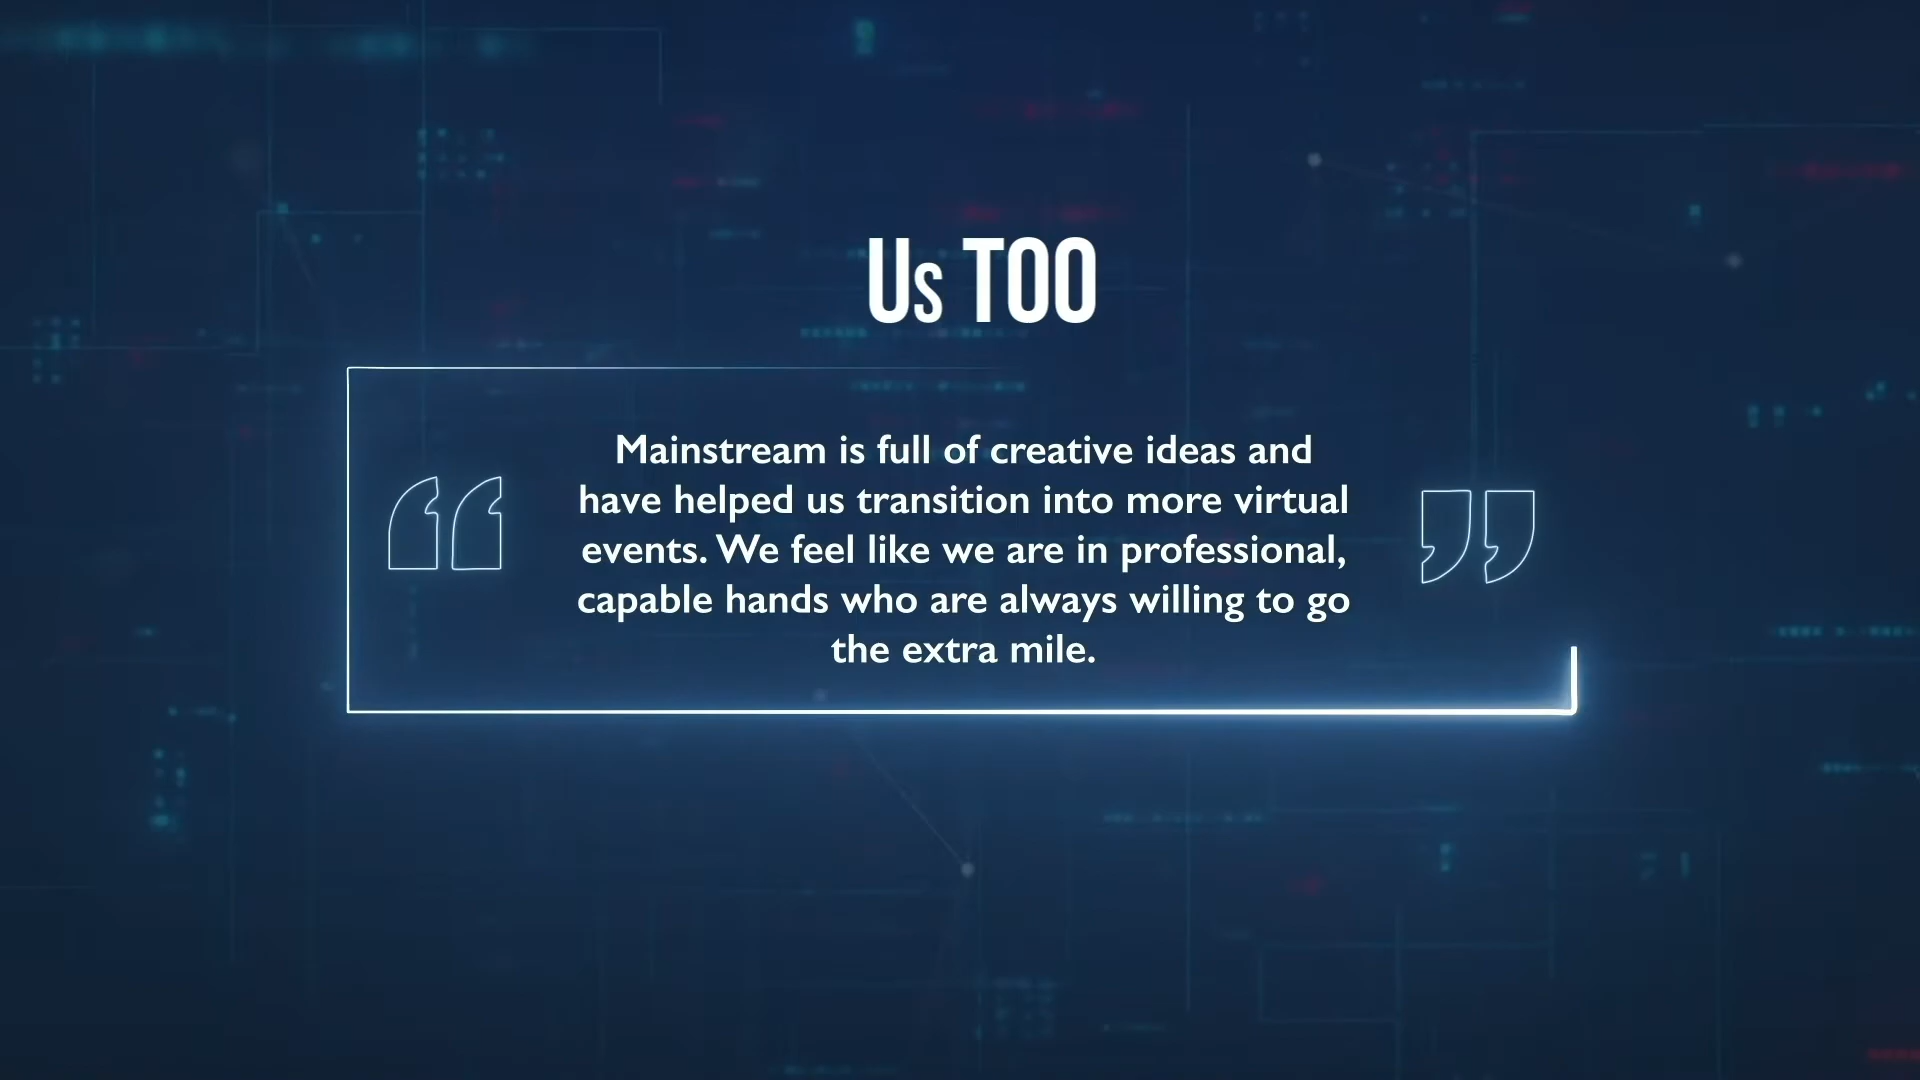 Us TOO
Mainstream is full of creative ideas and
have helped us transition into more virtual
events. We feel like we are in professional,
capable hands who are always willing to go
the extra mile.